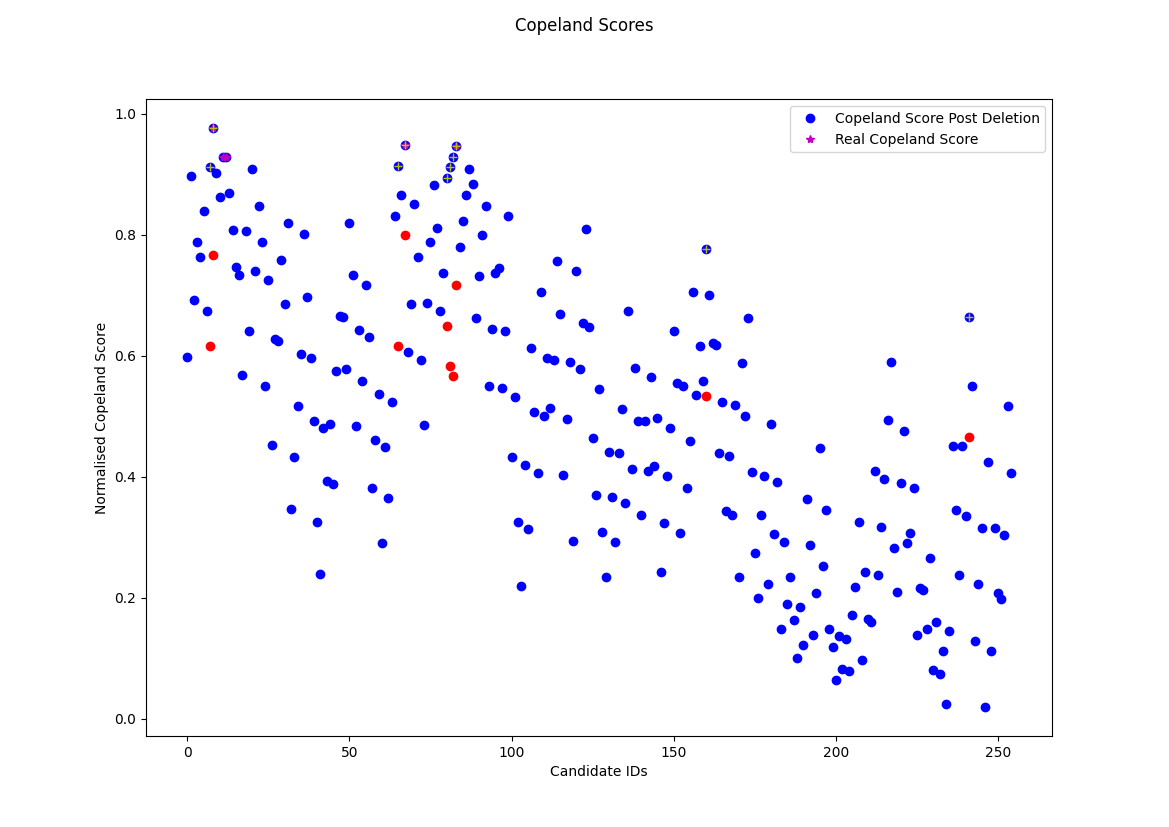 Copeland Scores
Copeland Score Post Deletion
Real Copeland Score
Normalised Copeland Score
1.0
0.8
0.6
0.4
0.2
0.0
0
50
100
150
200
250
Candidate IDs